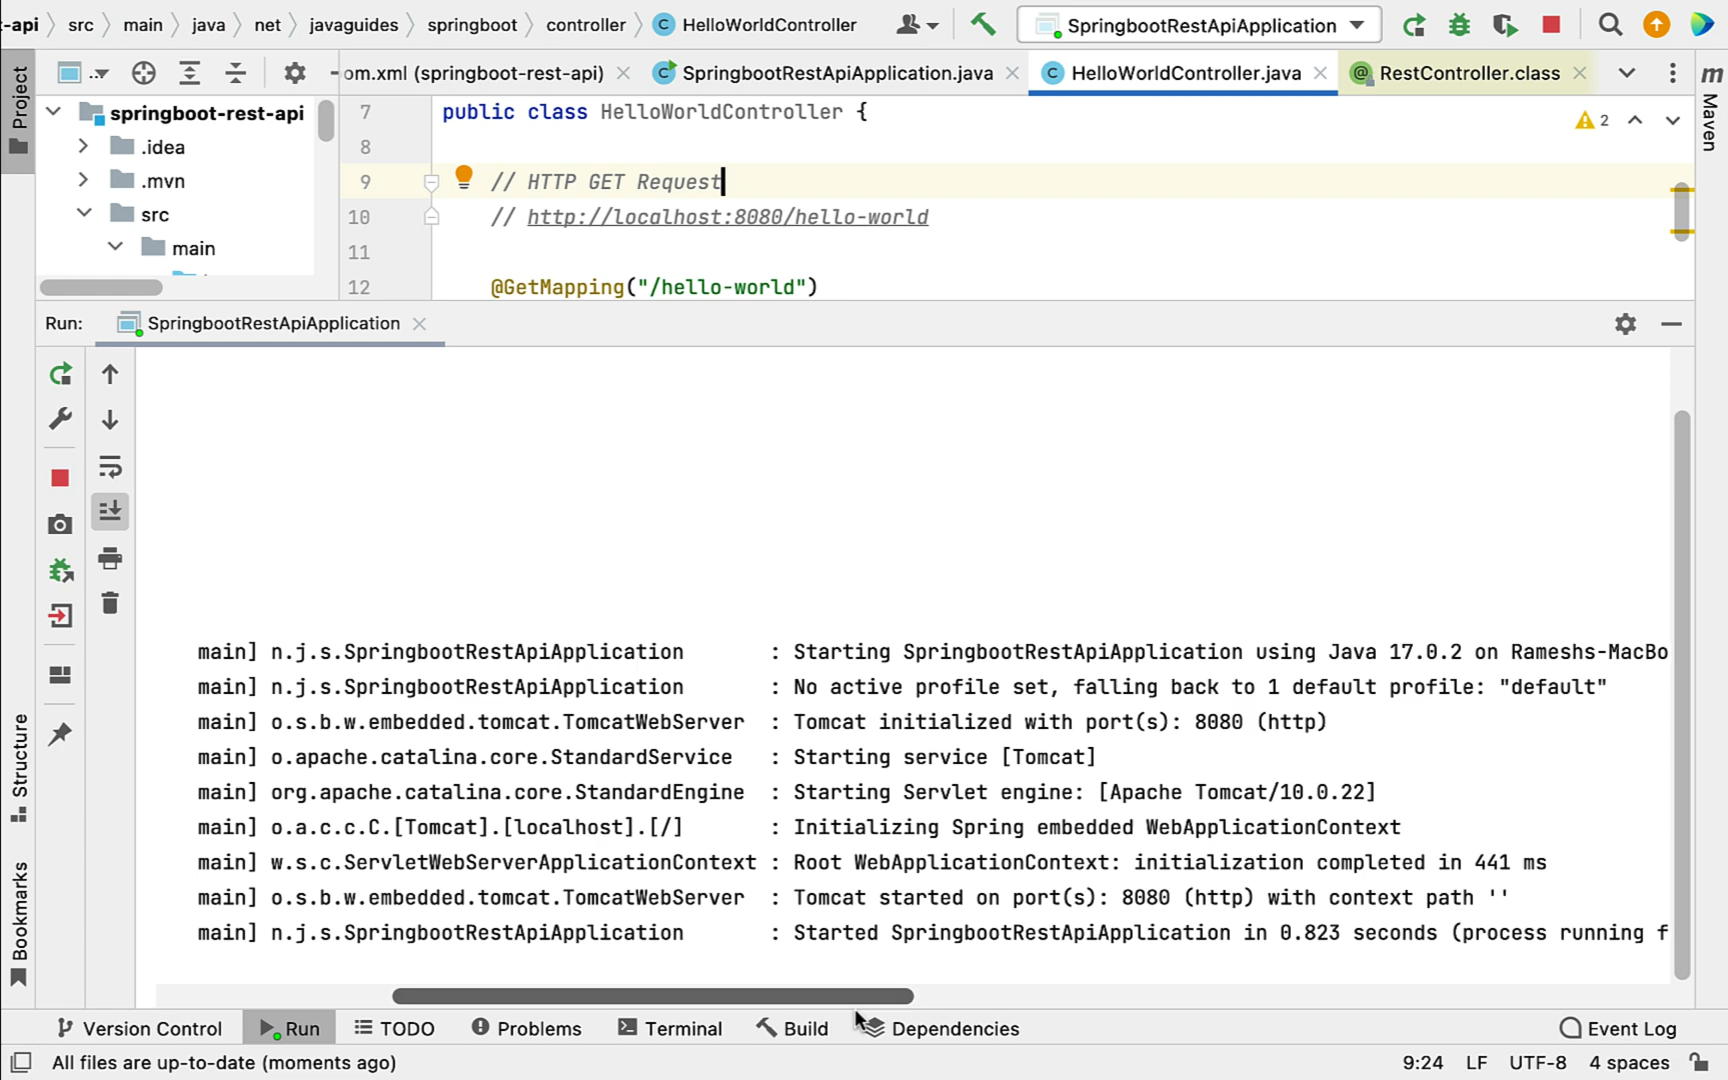 t-api src main java net javaguides springboot controller HelloWorldController SpringbootRestApiApplication
Project
om.xml (springboot-rest-api) SpringbootRestApiApplication.java HelloWorldController.java RestController.class
Maven
springboot-rest-api
.idea
.mvn
src
main
7 public class HelloWorldController {
8
9 // HTTP GET Request
10 // http://localhost:8080/hello-world
11
12 @GetMapping("/hello-world")
2
Run: SpringbootRestApiApplication
main] n.j.s.SpringbootRestApiApplication : Starting SpringbootRestApiApplication using Java 17.0.2 on Rameshs-MacBo
main] n.j.s.SpringbootRestApiApplication : No active profile set, falling back to 1 default profile: "default"
main] o.s.b.w.embedded.tomcat.TomcatWebServer : Tomcat initialized with port(s): 8080 (http)
main] o.apache.catalina.core.StandardService : Starting service [Tomcat]
main] org.apache.catalina.core.StandardEngine : Starting Servlet engine: [Apache Tomcat/10.0.22]
main] o.a.c.c.C.[Tomcat].[localhost].[/] : Initializing Spring embedded WebApplicationContext
main] w.s.c.ServletWebServerApplicationContext : Root WebApplicationContext: initialization completed in 441 ms
main] o.s.b.w.embedded.tomcat.TomcatWebServer : Tomcat started on port(s): 8080 (http) with context path ''
main] n.j.s.SpringbootRestApiApplication : Started SpringbootRestApiApplication in 0.823 seconds (process running f
Structure
Bookmarks
Version Control Run TODO Problems Terminal Build Dependencies Event Log
All files are up-to-date (moments ago) 9:24 LF UTF-8 4 spaces